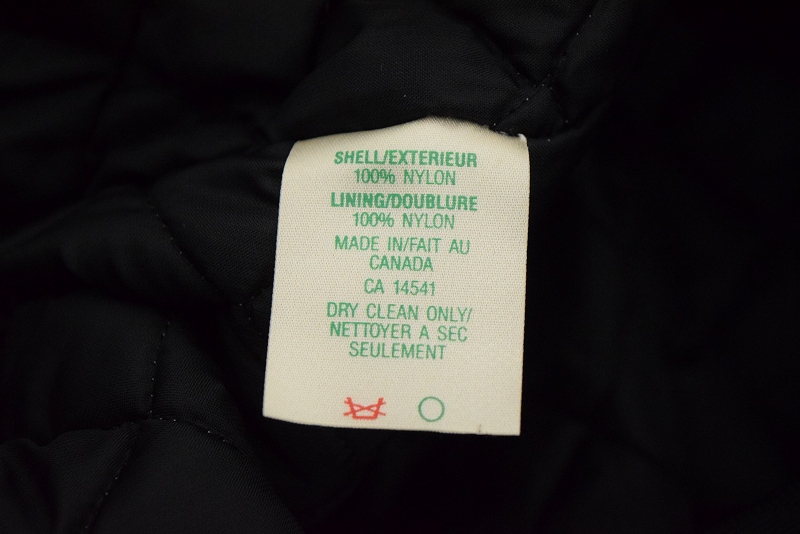 SHELL/EXTERIEUR
100% NYLON
LINING/DOUBLURE
100% NYLON
MADE IN/FAIT AU
CANADA
CA 14541
DRY CLEAN ONLY/
NETTOYER A SEC
SEULEMENT